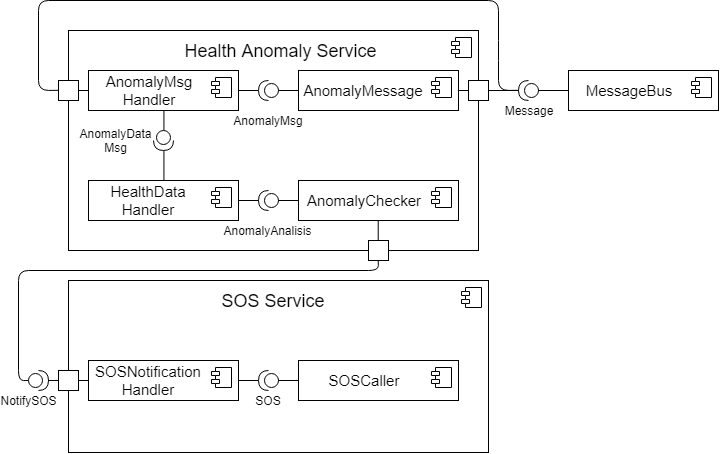 Health Anomaly Service
AnomalyMsg
Handler
AnomalyMessage
MessageBus
AnomalyMsg
Message
AnomalyData
Msg
HealthData
Handler
AnomalyChecker
AnomalyAnalisis
SOS Service
SOSNotification
Handler
SOSCaller
NotifySOS
SOS